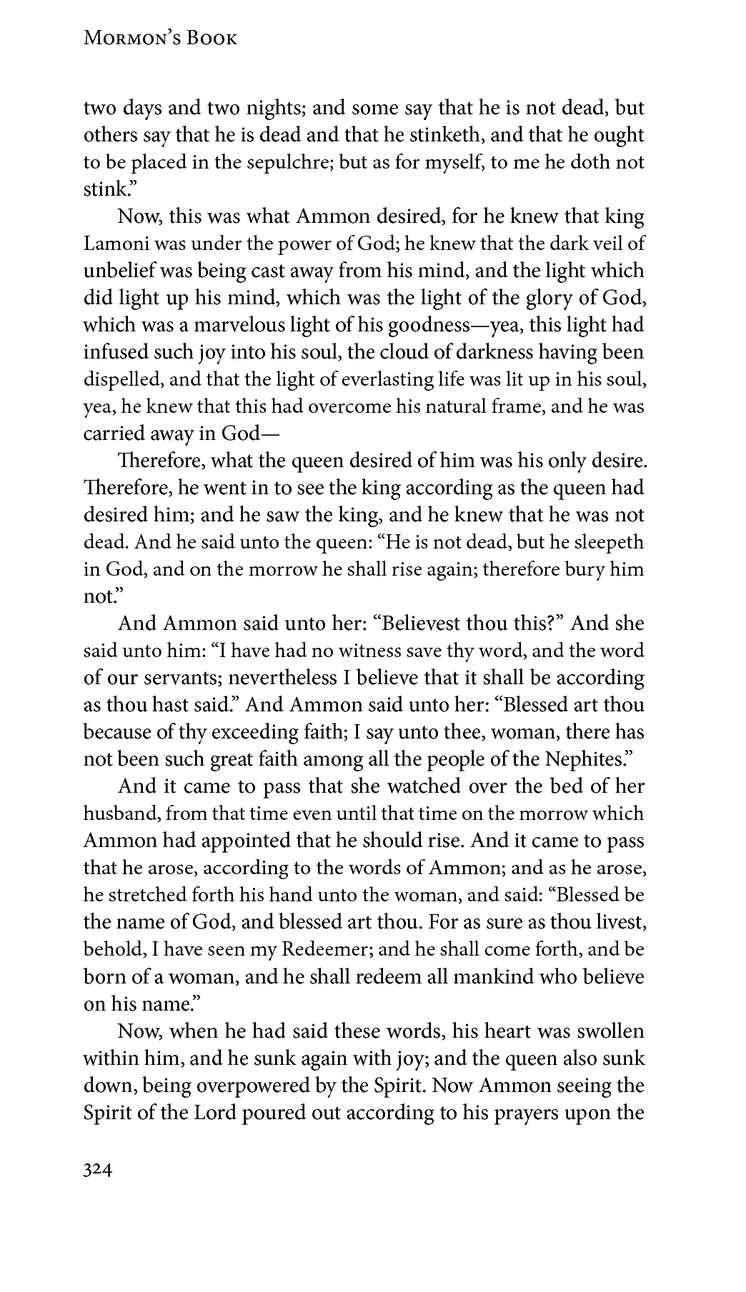 Mormon's Book
two days and two nights; and some say that he is not dead, but
others say that he is dead and that he stinketh, and that he ought
to be placed in the sepulchre; but as for myself, to me he doth not
stink.”
Now, this was what Ammon desired, for he knew that king
Lamoni was under the power of God; he knew that the dark veil of
unbelief was being cast away from his mind, and the light which
did light up his mind, which was the light of the glory of God,
which was a marvelous light of his goodness—yea, this light had
infused such joy into his soul, the cloud of darkness having been
dispelled, and that the light of everlasting life was lit up in his soul,
yea, he knew that this had overcome his natural frame, and he was
carried away in God—
Therefore, what the queen desired of him was his only desire.
Therefore, he went in to see the king according as the queen had
desired him; and he saw the king, and he knew that he was not
dead. And he said unto the queen: “He is not dead, but he sleepeth
in God, and on the morrow he shall rise again; therefore bury him
not.”
And Ammon said unto her: “Believest thou this?” And she
said unto him: “I have had no witness save thy word, and the word
of our servants; nevertheless I believe that it shall be according
as thou hast said.” And Ammon said unto her: “Blessed art thou
because of thy exceeding faith; I say unto thee, woman, there has
not been such great faith among all the people of the Nephites.”
And it came to pass that she watched over the bed of her
husband, from that time even until that time on the morrow which
Ammon had appointed that he should rise. And it came to pass
that he arose, according to the words of Ammon; and as he arose,
he stretched forth his hand unto the woman, and said: “Blessed be
the name of God, and blessed art thou. For as sure as thou livest,
behold, I have seen my Redeemer; and he shall come forth, and be
born of a woman, and he shall redeem all mankind who believe
on his name.”
Now, when he had said these words, his heart was swollen
within him, and he sunk again with joy; and the queen also sunk
down, being overpowered by the Spirit. Now Ammon seeing the
Spirit of the Lord poured out according to his prayers upon the
324